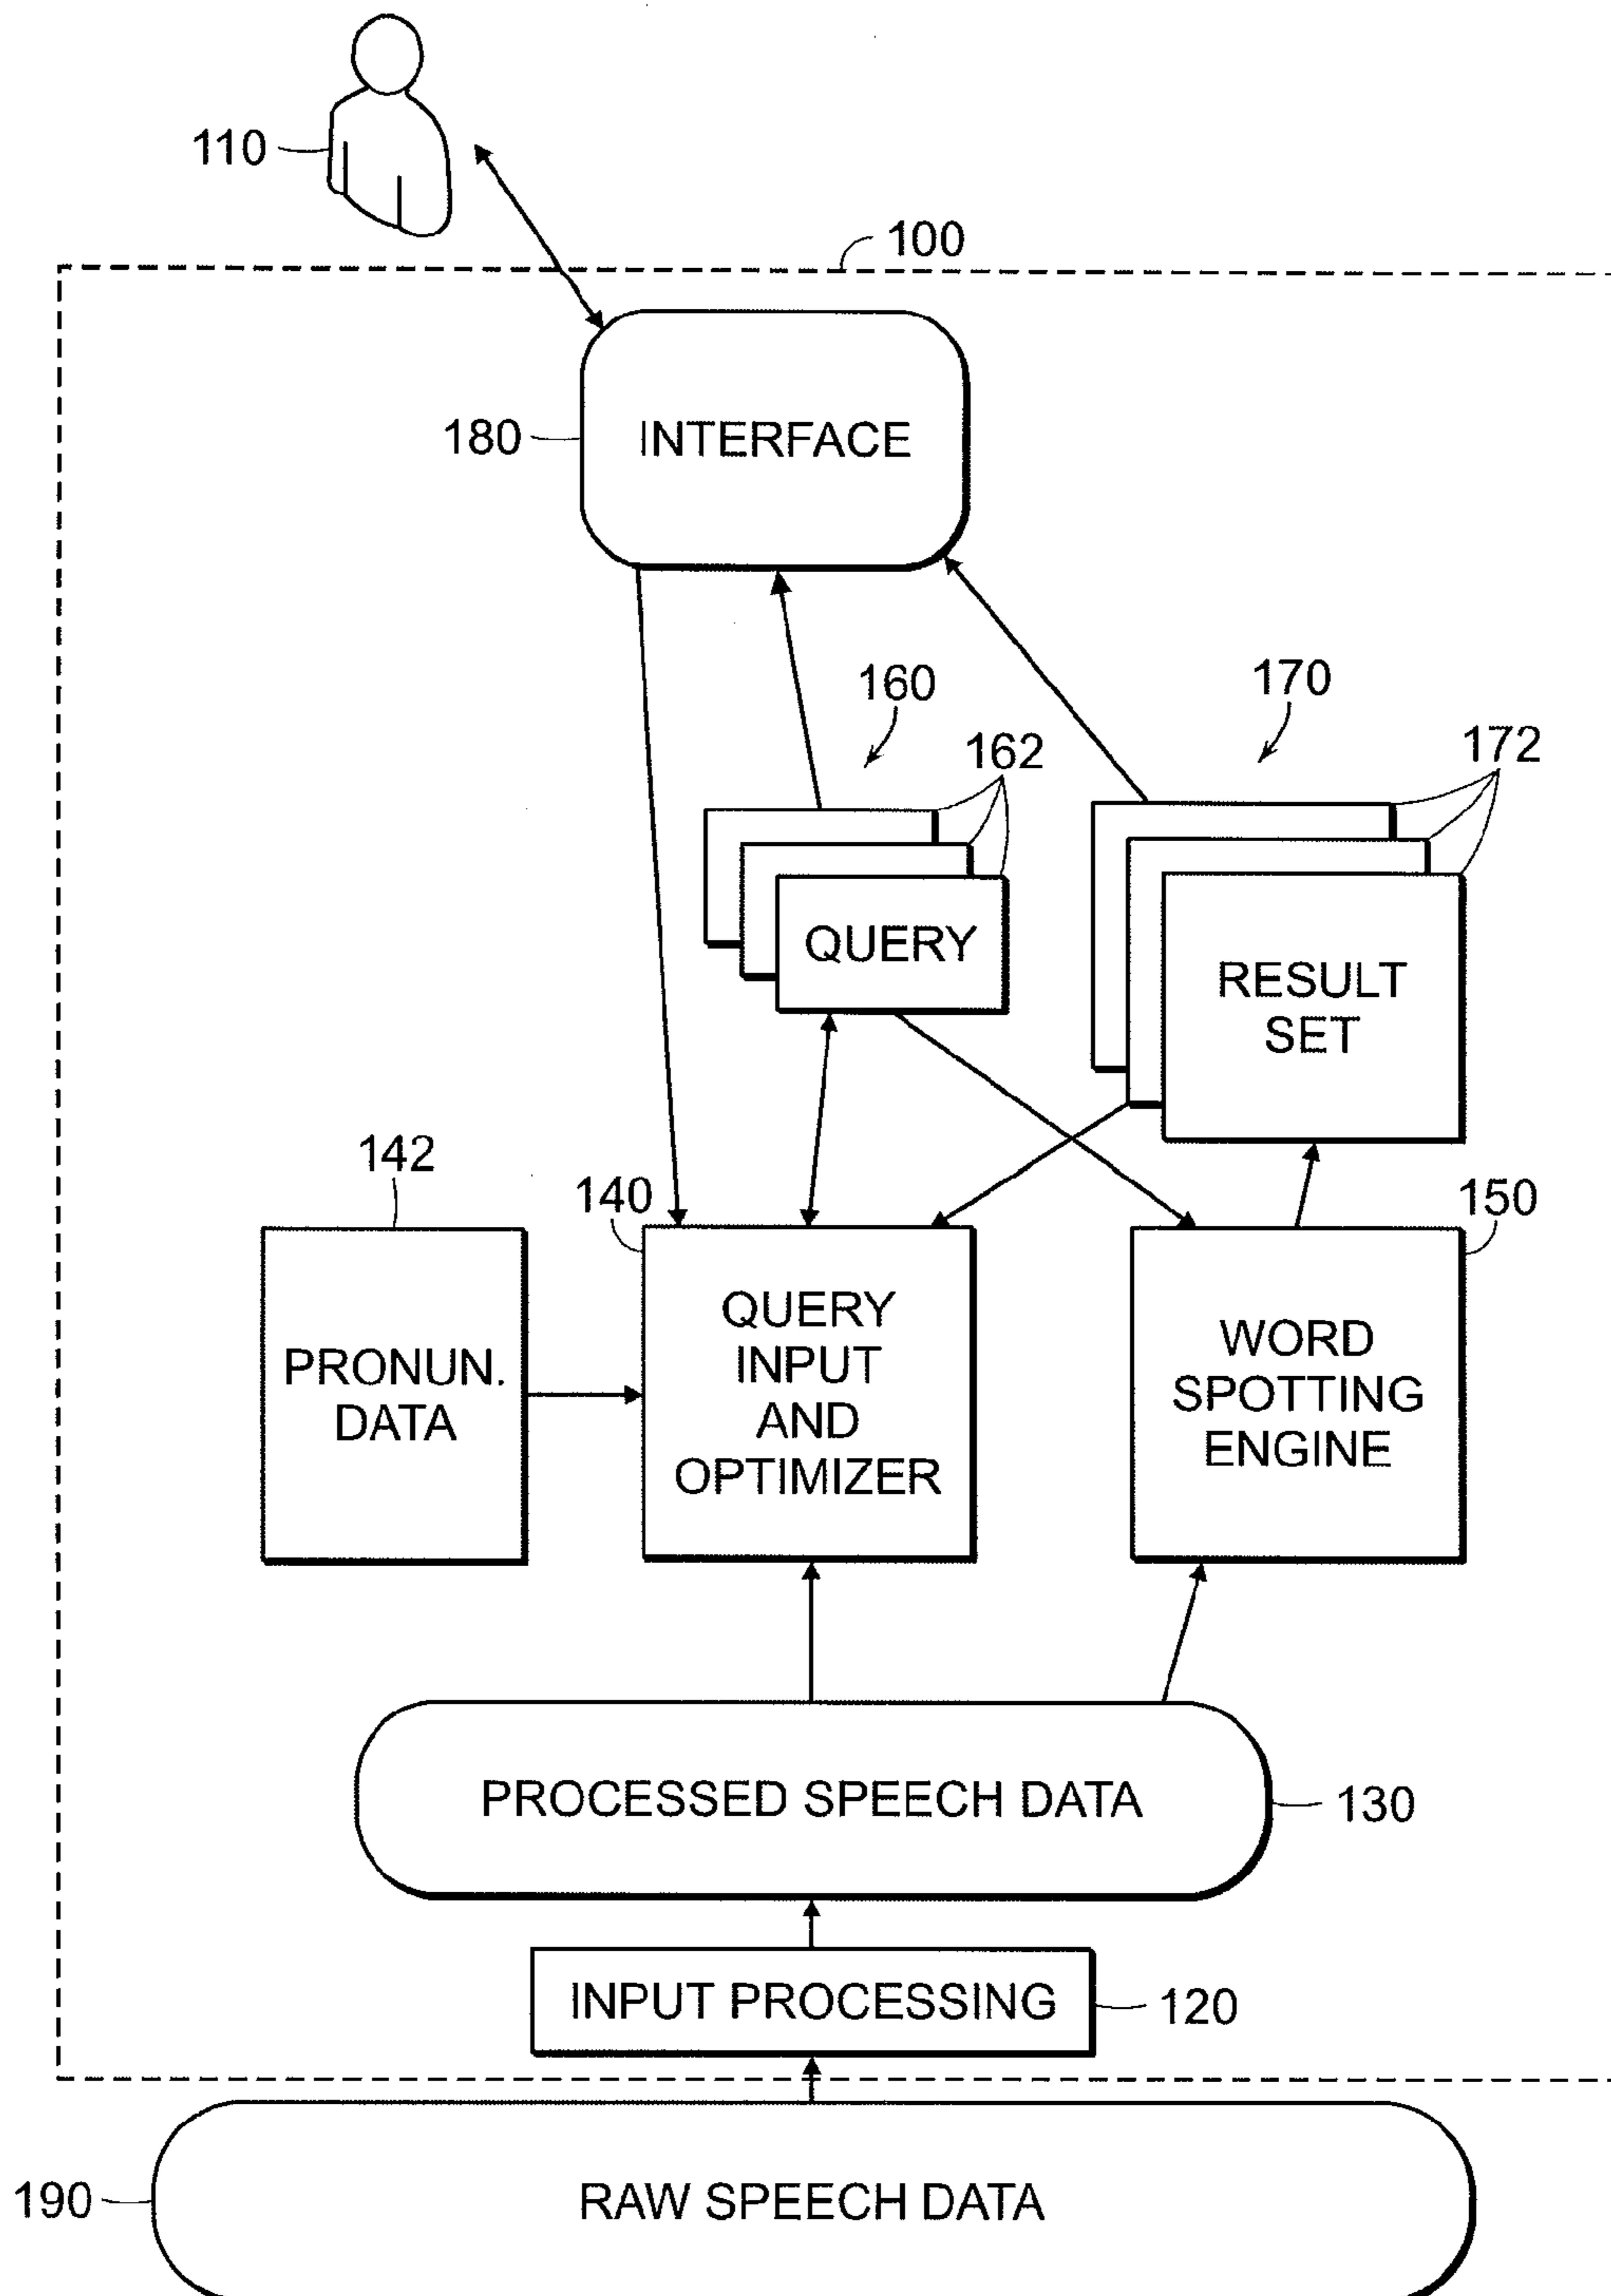 110
100
180
INTERFACE
160
170
162
172
QUERY
RESULT
SET
142
140
150
PRONUN.
DATA
QUERY
INPUT
AND
OPTIMIZER
WORD
SPOTTING
ENGINE
PROCESSED SPEECH DATA
130
INPUT PROCESSING
120
190
RAW SPEECH DATA